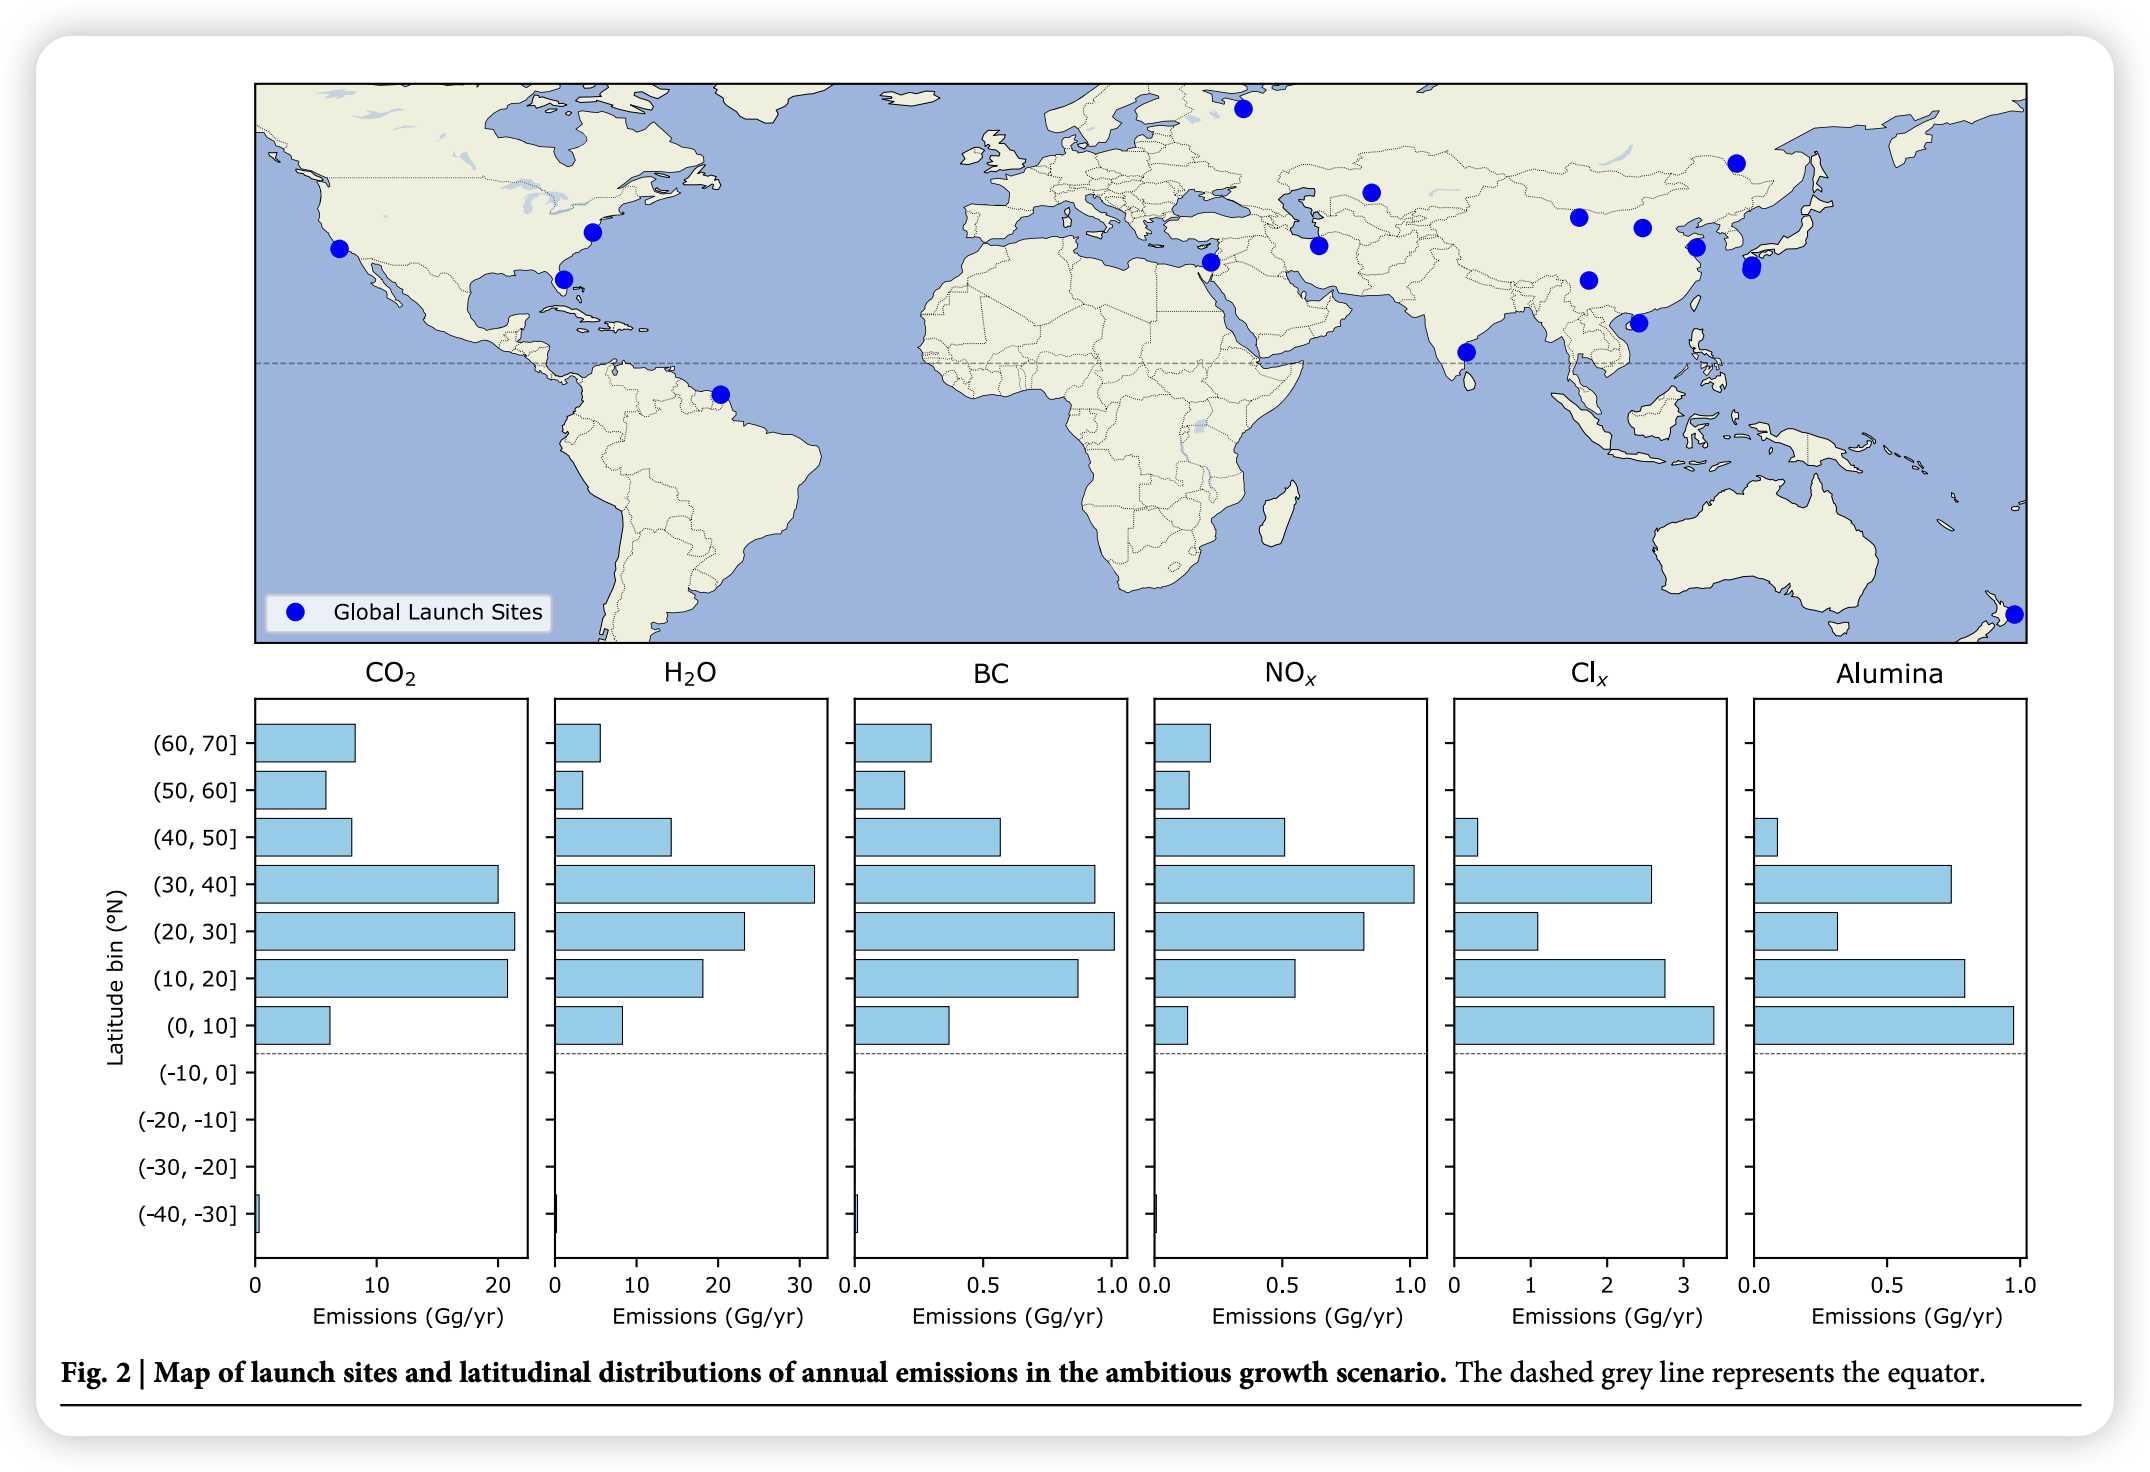 Global Launch Sites
CO₂ H₂O BC NOₓ Clₓ Alumina
Latitude bin (°N)
(60, 70]
(50, 60]
(40, 50]
(30, 40]
(20, 30]
(10, 20]
(0, 10]
(-10, 0]
(-20, -10]
(-30, -20]
(-40, -30]
0 10 20 0 10 20 30 0.0 0.5 1.0 0.0 0.5 1.0 0 1 2 3 0.0 0.5 1.0
Emissions (Gg/yr) Emissions (Gg/yr) Emissions (Gg/yr) Emissions (Gg/yr) Emissions (Gg/yr) Emissions (Gg/yr)
Fig. 2 | Map of launch sites and latitudinal distributions of annual emissions in the ambitious growth scenario. The dashed grey line represents the equator.